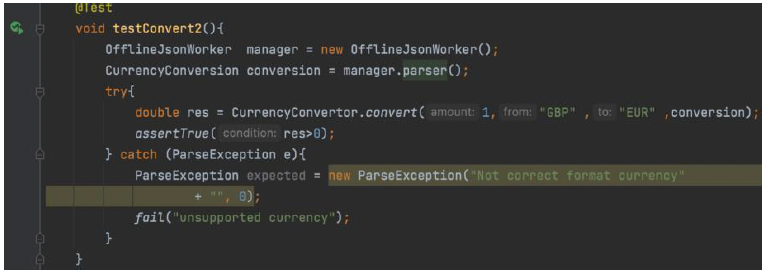 @Test
void testConvert2(){
OfflineJsonWorker manager = new OfflineJsonWorker();
CurrencyConversion conversion = manager.parser();
try{
double res = CurrencyConvertor.convert( amount: 1, from: "GBP" , to: "EUR" ,conversion);
assertTrue( condition: res>0);
} catch (ParseException e){
ParseException expected = new ParseException("Not correct format currency"
+ "", 0);
fail("unsupported currency");
}
}